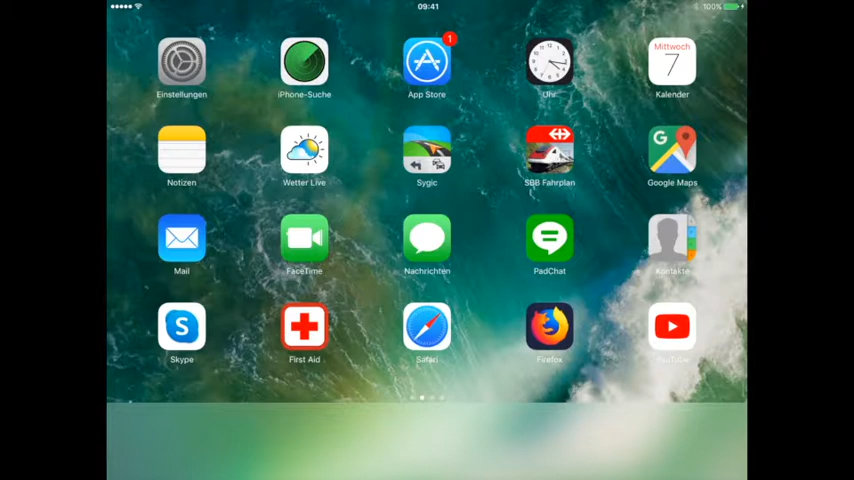 09:41
100%
1
Einstellungen
iPhone-Suche
App Store
Uhr
Mittwoch
7
Kalender
Notizen
Wetter Live
Sygic
SBB Fahrplan
G
Google Maps
Mail
FaceTime
Nachrichten
PadChat
Kontakte
S
Skype
First Aid
Safari
Firefox
YouTube